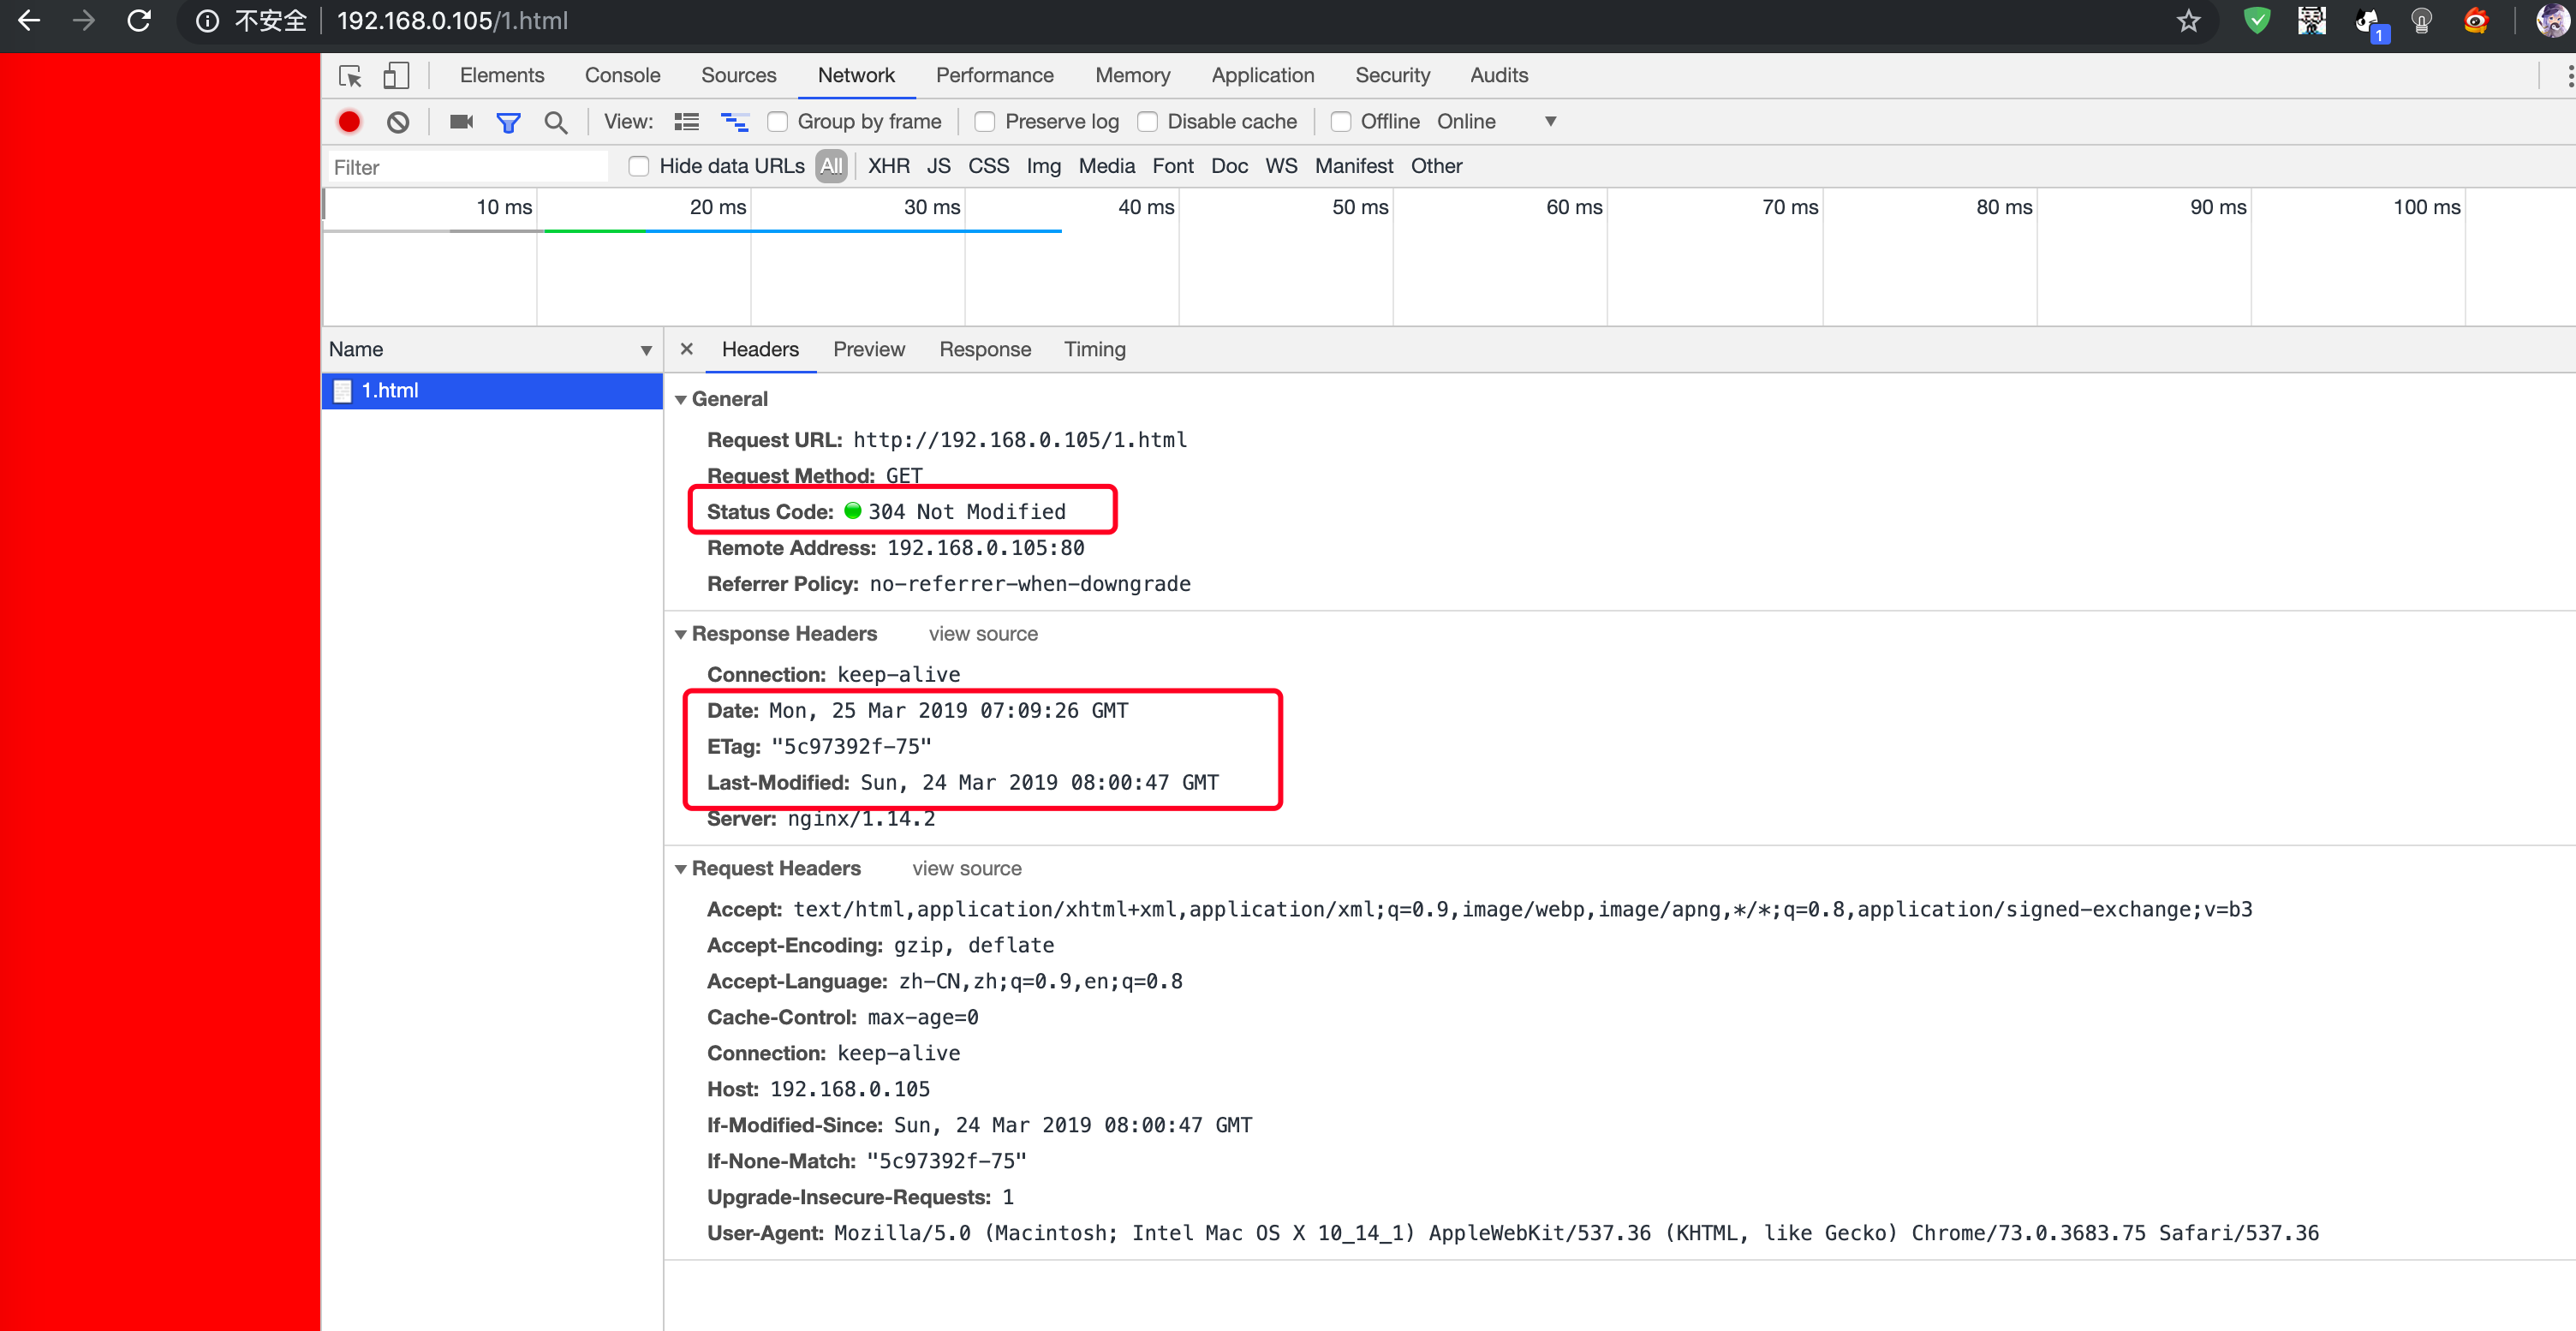 不安全 192.168.0.105/1.html
1
Elements Console Sources Network Performance Memory Application Security Audits
View: Group by frame Preserve log Disable cache Offline Online
Filter Hide data URLs All XHR JS CSS Img Media Font Doc WS Manifest Other
10 ms 20 ms 30 ms 40 ms 50 ms 60 ms 70 ms 80 ms 90 ms 100 ms
Name
1.html
× Headers Preview Response Timing
General
Request URL: http://192.168.0.105/1.html
Request Method: GET
Status Code: 304 Not Modified
Remote Address: 192.168.0.105:80
Referrer Policy: no-referrer-when-downgrade
Response Headers view source
Connection: keep-alive
Date: Mon, 25 Mar 2019 07:09:26 GMT
ETag: "5c97392f-75"
Last-Modified: Sun, 24 Mar 2019 08:00:47 GMT
Server: nginx/1.14.2
Request Headers view source
Accept: text/html,application/xhtml+xml,application/xml;q=0.9,image/webp,image/apng,*/*;q=0.8,application/signed-exchange;v=b3
Accept-Encoding: gzip, deflate
Accept-Language: zh-CN,zh;q=0.9,en;q=0.8
Cache-Control: max-age=0
Connection: keep-alive
Host: 192.168.0.105
If-Modified-Since: Sun, 24 Mar 2019 08:00:47 GMT
If-None-Match: "5c97392f-75"
Upgrade-Insecure-Requests: 1
User-Agent: Mozilla/5.0 (Macintosh; Intel Mac OS X 10_14_1) AppleWebKit/537.36 (KHTML, like Gecko) Chrome/73.0.3683.75 Safari/537.36